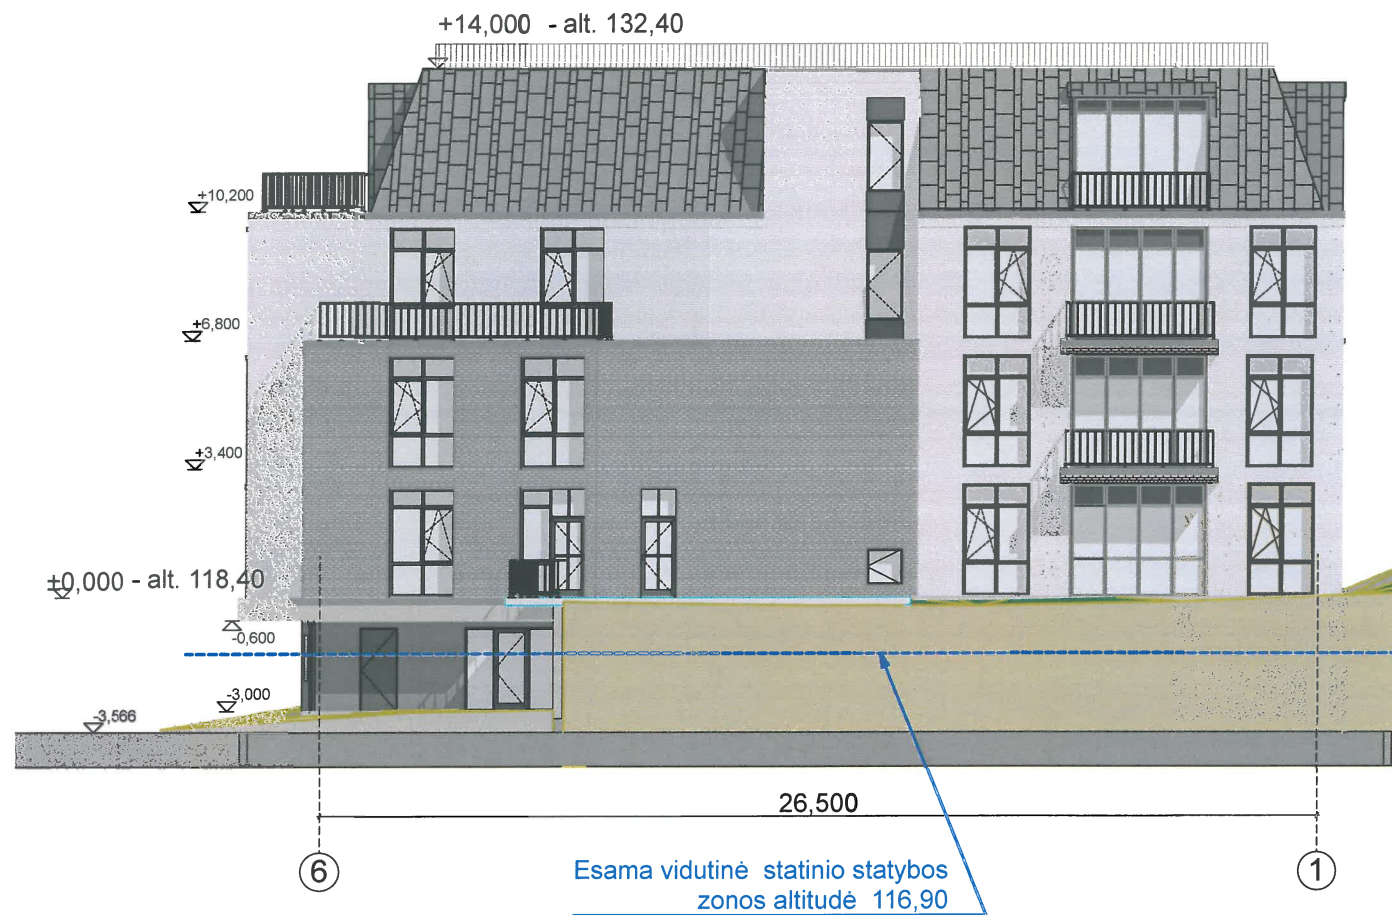 +14,000 - alt. 132,40
+10,200
+6,800
+3,400
±0,000 - alt. 118,40
-0,600
-3,000
-3,566
26,500
6
1
Esama vidutinė statinio statybos
zonos altitudė 116,90